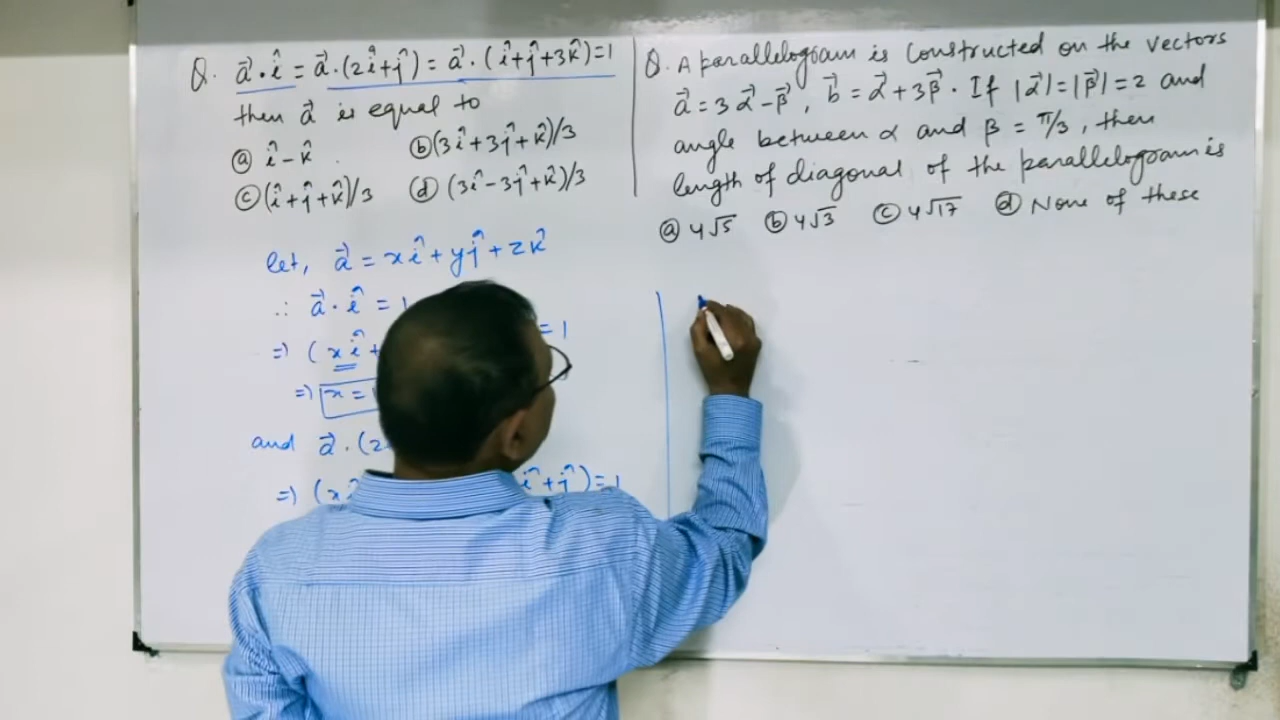 Q. a⃗·î = a⃗·(2î+ĵ) = a⃗·(î+ĵ+3k̂)=1
then a⃗ is equal to
ⓐ î-k̂ ⓑ (3î+3ĵ+k̂)/3
ⓒ (î+ĵ+k̂)/3 ⓓ (3î-3ĵ+k̂)/3
let, a⃗ = xî+yĵ+zk̂
∴ a⃗·î = 1
=> (xî+ =1
=> x =
and a⃗·(2
=> (x î+ĵ)=1
Q. A parallelogram is constructed on the vectors
a⃗ = 3α⃗-β⃗, b⃗ = α⃗+3β⃗. If |α⃗|=|β⃗|=2 and
angle between α and β = π/3, then
length of diagonal of the parallelogram is
ⓐ 4√5 ⓑ 4√3 ⓒ 4√17 ⓓ None of these